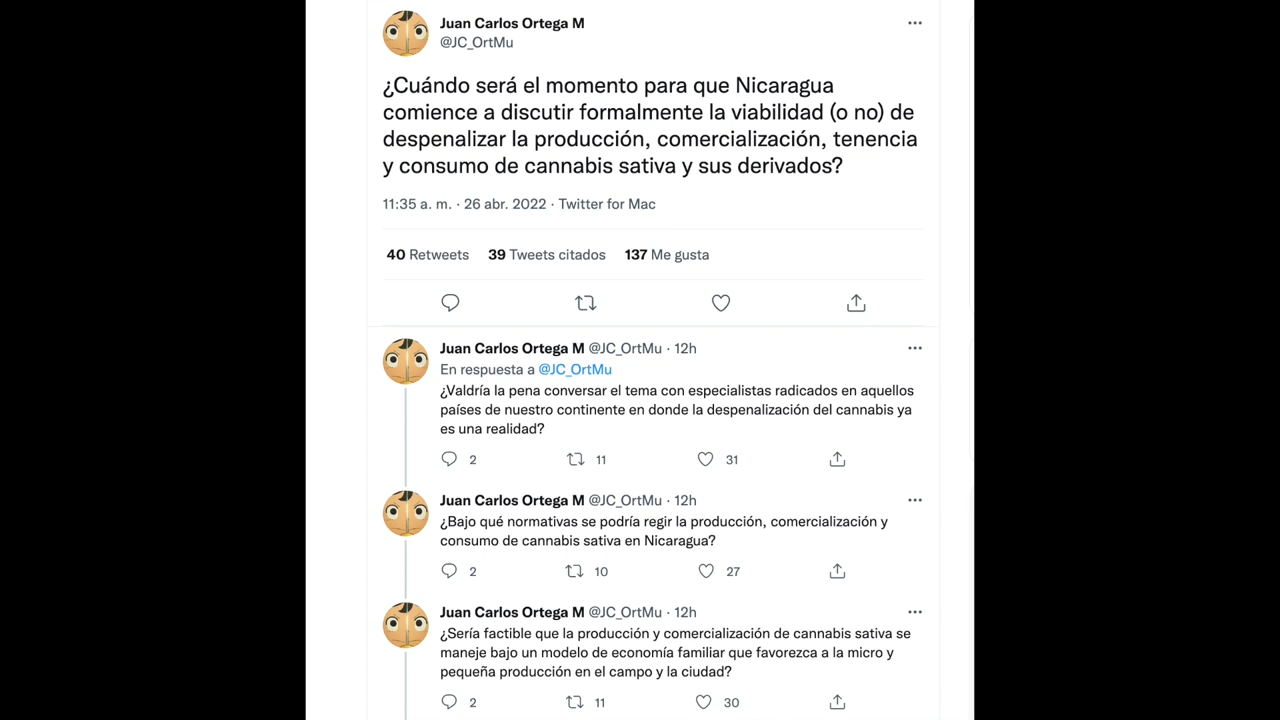 Juan Carlos Ortega M
@JC_OrtMu
¿Cuándo será el momento para que Nicaragua
comience a discutir formalmente la viabilidad (o no) de
despenalizar la producción, comercialización, tenencia
y consumo de cannabis sativa y sus derivados?
11:35 a. m. · 26 abr. 2022 · Twitter for Mac
40 Retweets 39 Tweets citados 137 Me gusta
Juan Carlos Ortega M @JC_OrtMu · 12h
En respuesta a @JC_OrtMu
¿Valdría la pena conversar el tema con especialistas radicados en aquellos
países de nuestro continente en donde la despenalización del cannabis ya
es una realidad?
2 11 31
Juan Carlos Ortega M @JC_OrtMu · 12h
¿Bajo qué normativas se podría regir la producción, comercialización y
consumo de cannabis sativa en Nicaragua?
2 10 27
Juan Carlos Ortega M @JC_OrtMu · 12h
¿Sería factible que la producción y comercialización de cannabis sativa se
maneje bajo un modelo de economía familiar que favorezca a la micro y
pequeña producción en el campo y la ciudad?
2 11 30